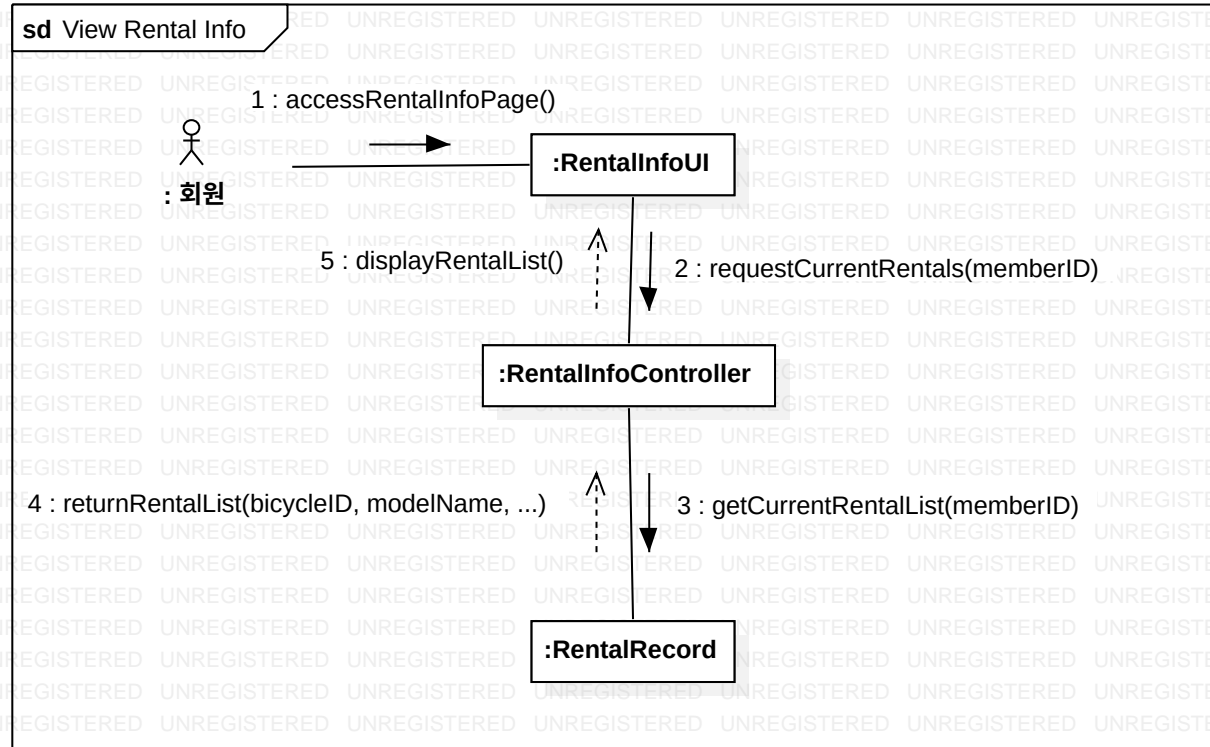 sd View Rental Info
1 : accessRentalInfoPage()
: 회원
:RentalInfoUI
5 : displayRentalList()
2 : requestCurrentRentals(memberID)
:RentalInfoController
4 : returnRentalList(bicycleID, modelName, ...)
3 : getCurrentRentalList(memberID)
:RentalRecord
UNREGISTERED